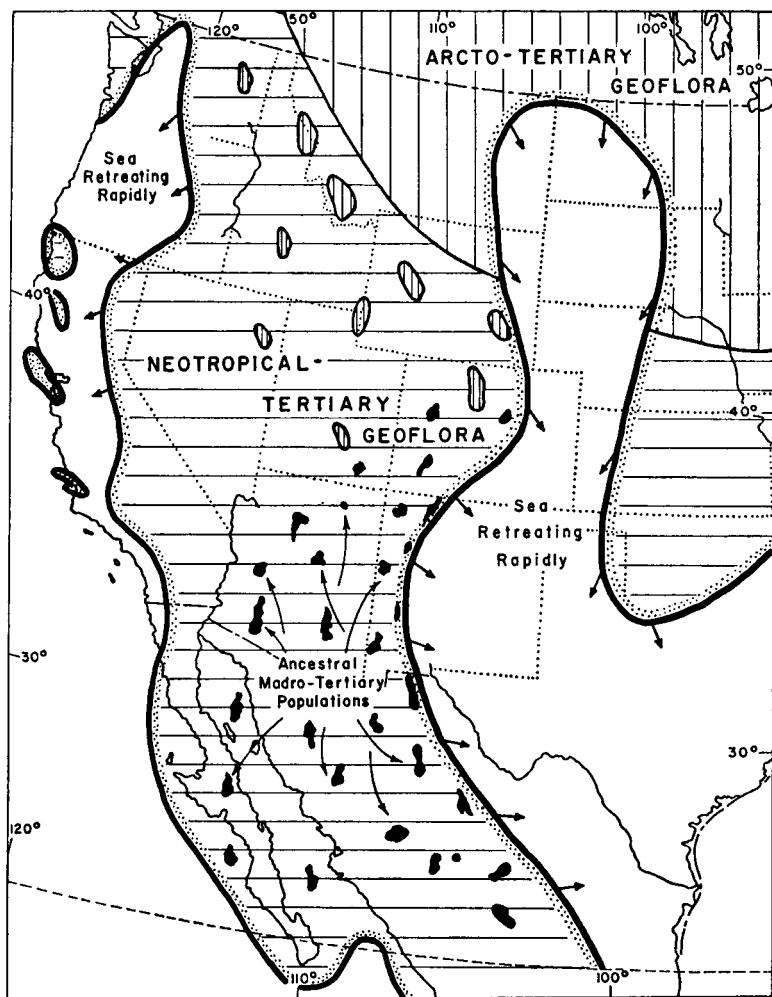 120°
50°
110°
100°
ARCTO-TERTIARY
GEOFLORA
50°
Sea
Retreating
Rapidly
40°
NEOTROPICAL-
TERTIARY
GEOFLORA
40°
Sea
Retreating
Rapidly
30°
Ancestral
Madro-Tertiary
Populations
30°
120°
110°
100°